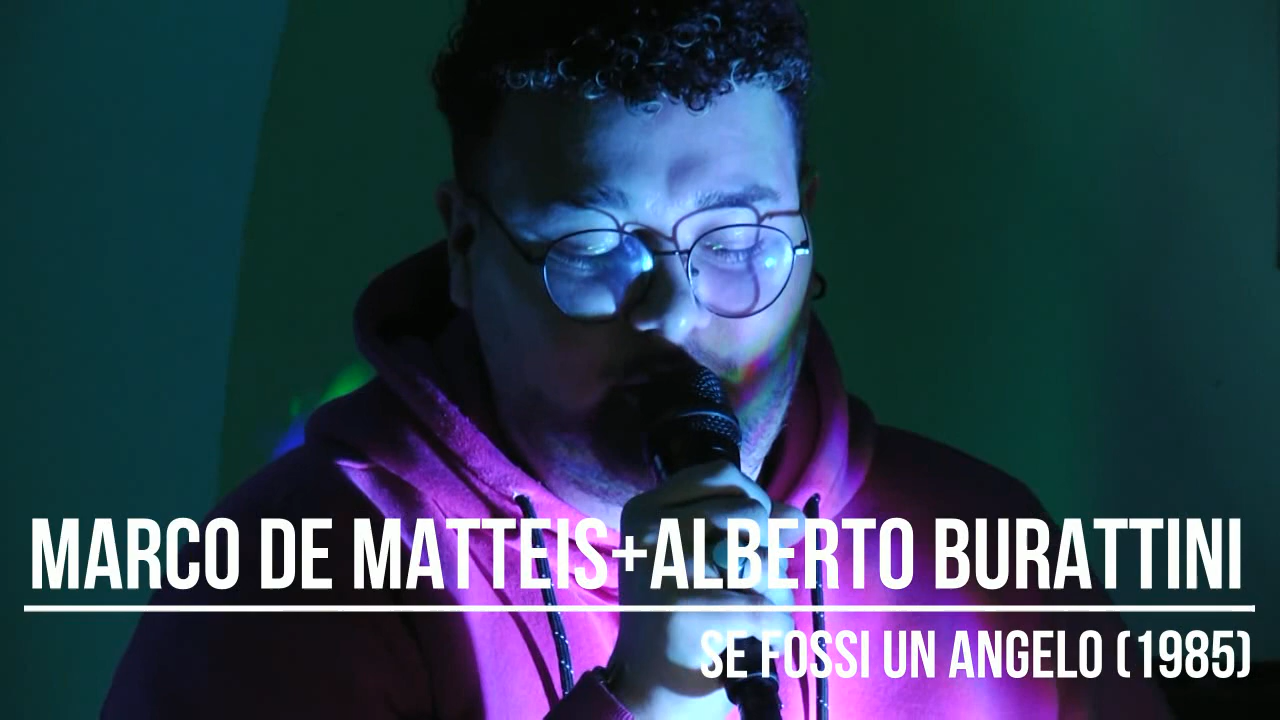 MARCO DE MATTEIS+ALBERTO BURATTINI
SE FOSSI UN ANGELO (1985)